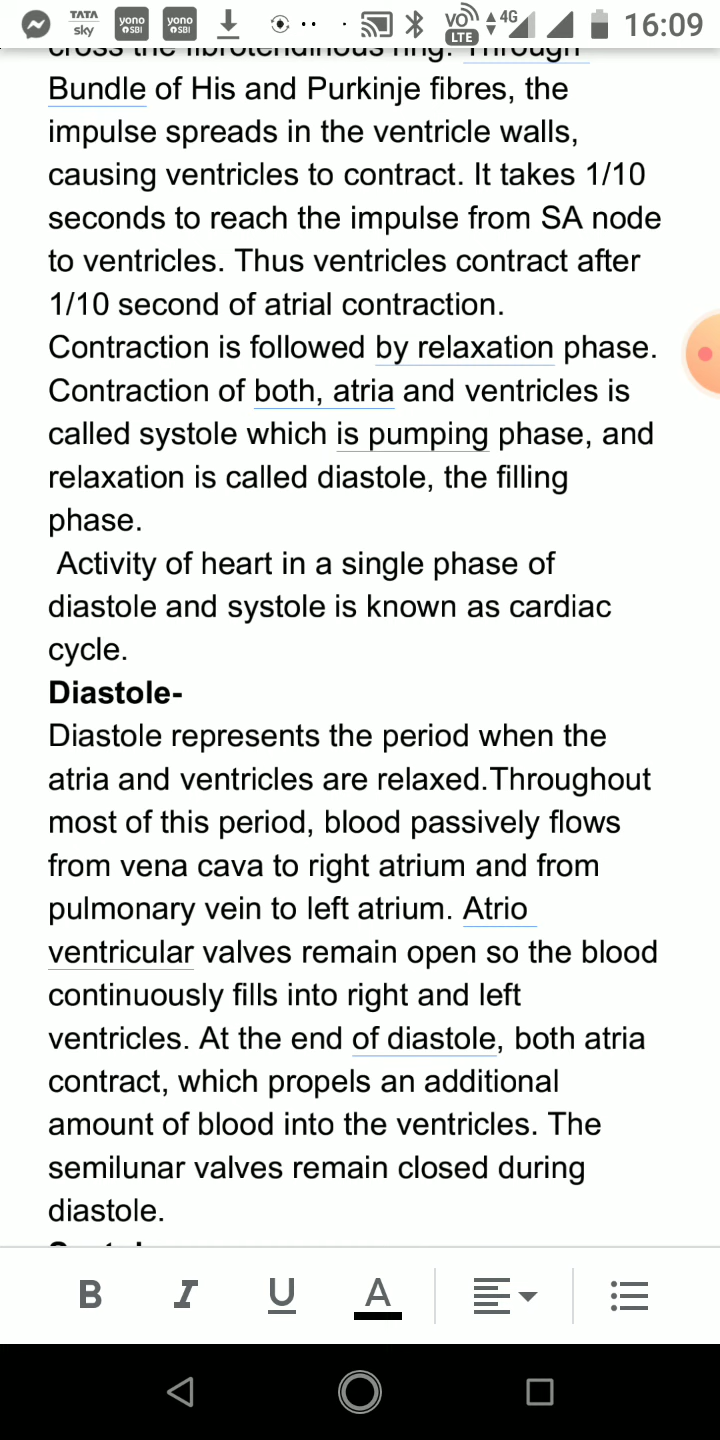 TATA sky yono SBI yono SBI VO LTE 4G 16:09
cross the fibrotendinous ring. Through
Bundle of His and Purkinje fibres, the
impulse spreads in the ventricle walls,
causing ventricles to contract. It takes 1/10
seconds to reach the impulse from SA node
to ventricles. Thus ventricles contract after
1/10 second of atrial contraction.
Contraction is followed by relaxation phase.
Contraction of both, atria and ventricles is
called systole which is pumping phase, and
relaxation is called diastole, the filling
phase.
Activity of heart in a single phase of
diastole and systole is known as cardiac
cycle.
Diastole-
Diastole represents the period when the
atria and ventricles are relaxed.Throughout
most of this period, blood passively flows
from vena cava to right atrium and from
pulmonary vein to left atrium. Atrio
ventricular valves remain open so the blood
continuously fills into right and left
ventricles. At the end of diastole, both atria
contract, which propels an additional
amount of blood into the ventricles. The
semilunar valves remain closed during
diastole.
B I U A